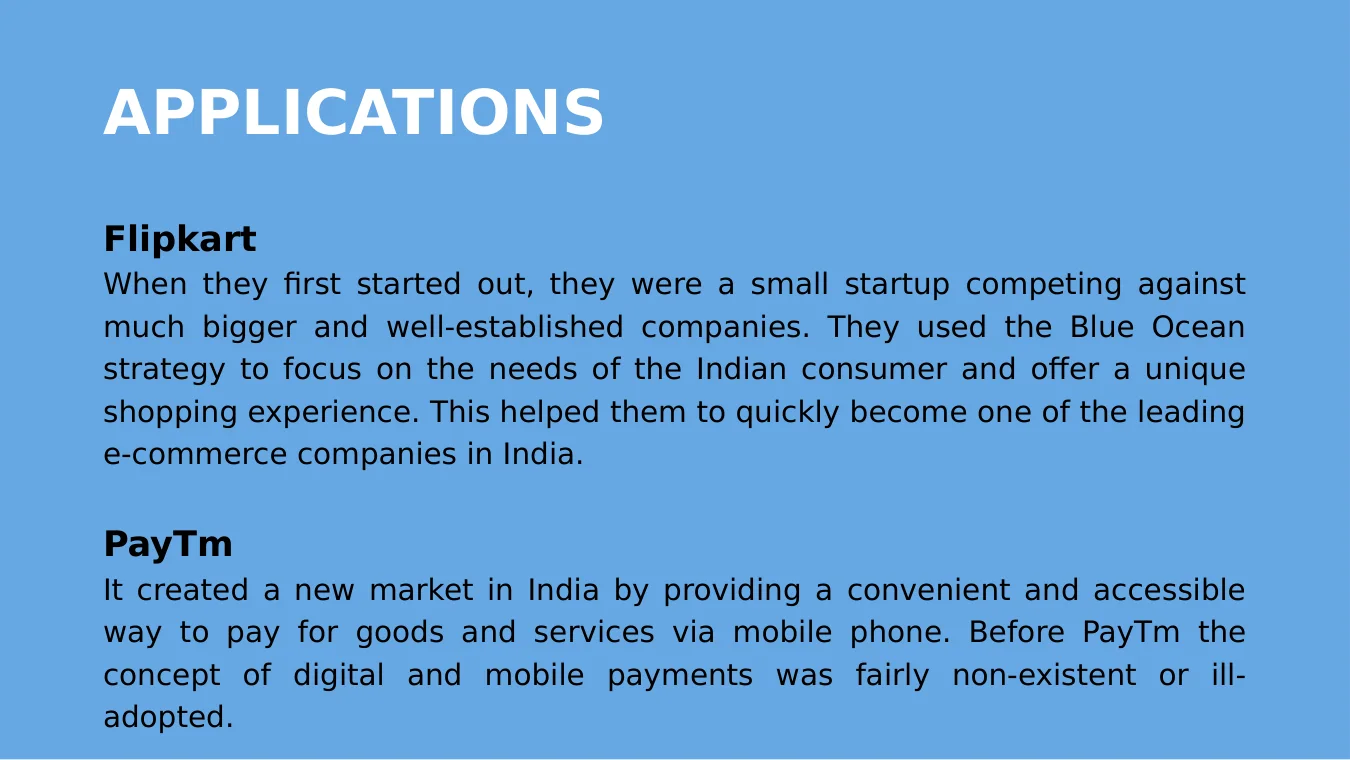 APPLICATIONS
Flipkart
When they first started out, they were a small startup competing against
much bigger and well-established companies. They used the Blue Ocean
strategy to focus on the needs of the Indian consumer and offer a unique
shopping experience. This helped them to quickly become one of the leading
e-commerce companies in India.
PayTm
It created a new market in India by providing a convenient and accessible
way to pay for goods and services via mobile phone. Before PayTm the
concept of digital and mobile payments was fairly non-existent or ill-
adopted.